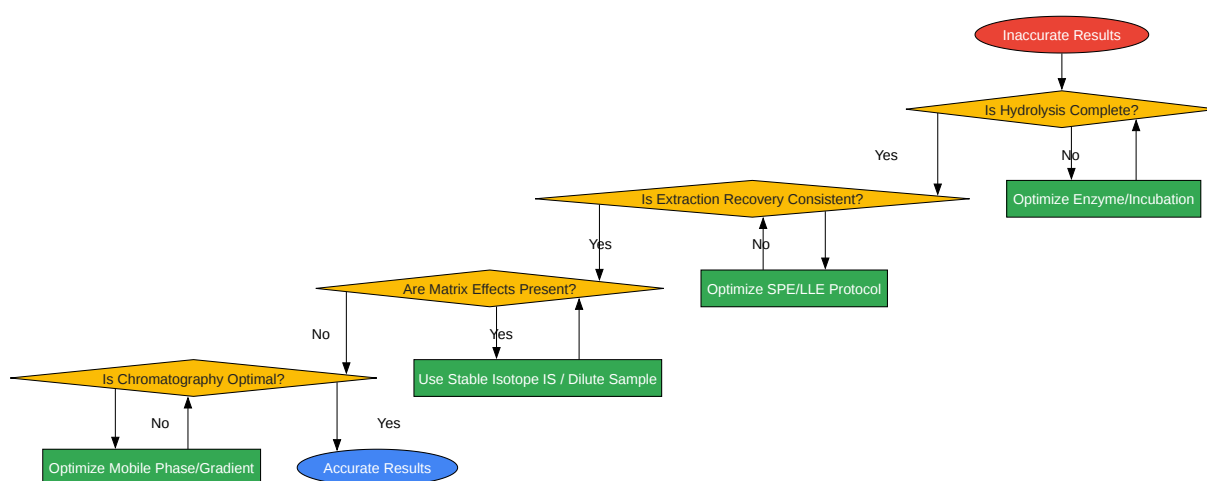 Inaccurate Results
Is Hydrolysis Complete?
Yes
No
Is Extraction Recovery Consistent?
Optimize Enzyme/Incubation
Yes
No
Are Matrix Effects Present?
Optimize SPE/LLE Protocol
No
Yes
Is Chromatography Optimal?
Use Stable Isotope IS / Dilute Sample
No
Yes
Optimize Mobile Phase/Gradient
Accurate Results